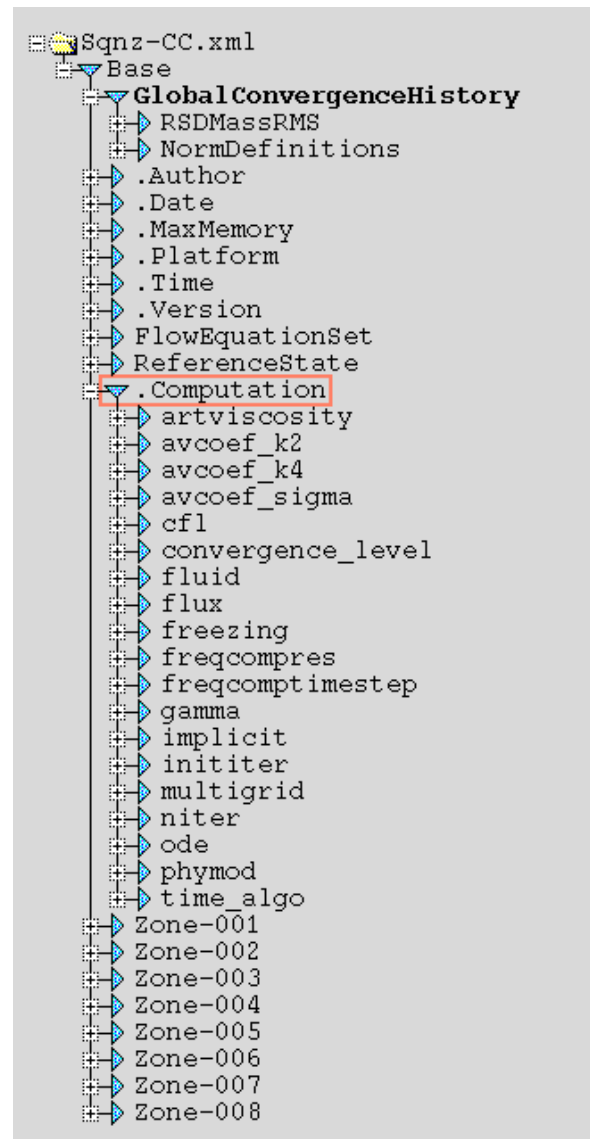 Sqnz-CC.xml
Base
GlobalConvergenceHistory
RSDMassRMS
NormDefinitions
.Author
.Date
.MaxMemory
.Platform
.Time
.Version
FlowEquationSet
ReferenceState
.Computation
artviscosity
avcoef_k2
avcoef_k4
avcoef_sigma
cfl
convergence_level
fluid
flux
freezing
freqcompres
freqcomptimestep
gamma
implicit
inititer
multigrid
niter
ode
phymod
time_algo
Zone-001
Zone-002
Zone-003
Zone-004
Zone-005
Zone-006
Zone-007
Zone-008